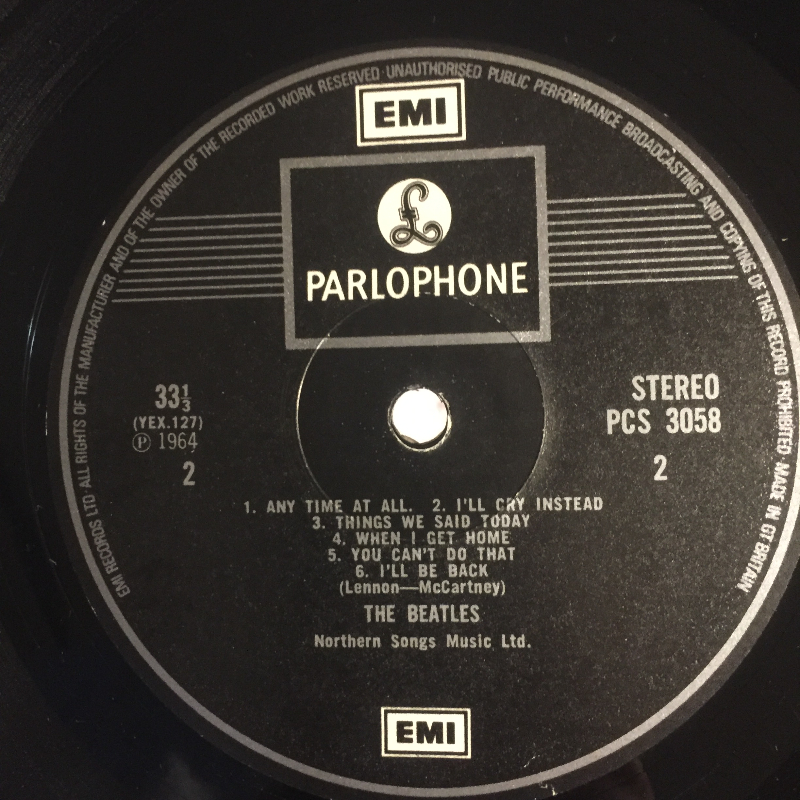 EMI RECORDS LTD · ALL RIGHTS OF THE MANUFACTURER AND OF THE OWNER OF THE RECORDED WORK RESERVED · UNAUTHORISED PUBLIC PERFORMANCE BROADCASTING AND COPYING OF THIS RECORD PROHIBITED · MADE IN GT BRITAIN
EMI
£
PARLOPHONE
33⅓
(YEX.127)
℗ 1964
2
STEREO
PCS 3058
2
1. ANY TIME AT ALL. 2. I'LL CRY INSTEAD
3. THINGS WE SAID TODAY
4. WHEN I GET HOME
5. YOU CAN'T DO THAT
6. I'LL BE BACK
(Lennon—McCartney)
THE BEATLES
Northern Songs Music Ltd.
EMI